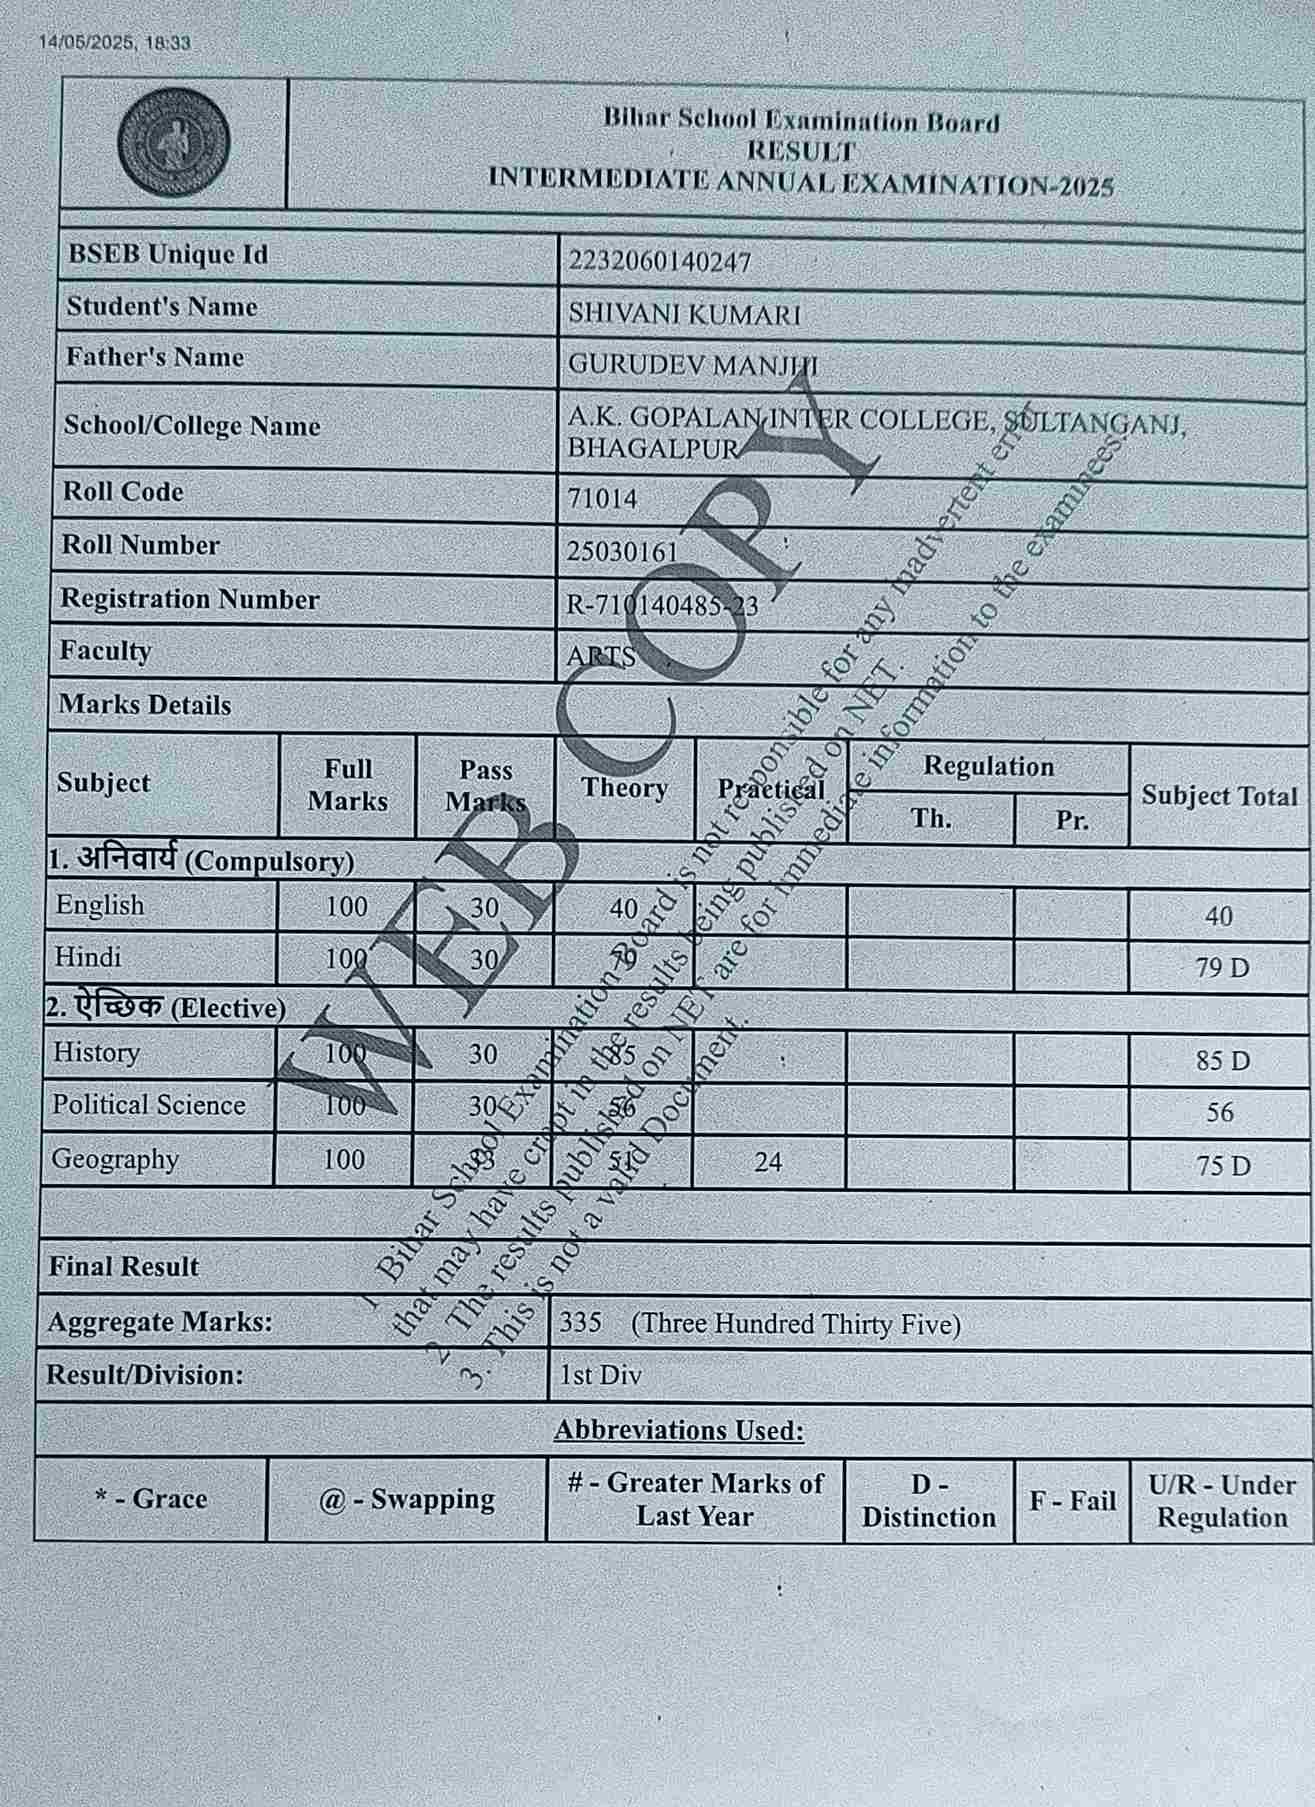 14/05/2025, 18:33
Bihar School Examination Board
RESULT
INTERMEDIATE ANNUAL EXAMINATION-2025
BSEB Unique Id 2232060140247
Student's Name SHIVANI KUMARI
Father's Name GURUDEV MANJHI
School/College Name A.K. GOPALAN INTER COLLEGE, SULTANGANJ,
BHAGALPUR
Roll Code 71014
Roll Number 25030161
Registration Number R-710140485-23
Faculty ARTS
Marks Details
Subject Full Marks Pass Marks Theory Practical Regulation Th. Pr. Subject Total
1. अनिवार्य (Compulsory)
English 100 30 40 40
Hindi 100 30 79 79 D
2. ऐच्छिक (Elective)
History 100 30 85 85 D
Political Science 100 30 56 56
Geography 100 51 24 75 D
Final Result
Aggregate Marks: 335 (Three Hundred Thirty Five)
Result/Division: 1st Div
Abbreviations Used:
* - Grace @ - Swapping # - Greater Marks of Last Year D - Distinction F - Fail U/R - Under Regulation
WEB COPY
1. Bihar School Examination Board is not responsible for any inadvertent
that may have crept in the results being published on NET.
2. The results published on NET are for immediate information to the examinees.
3. This is not a valid Document.